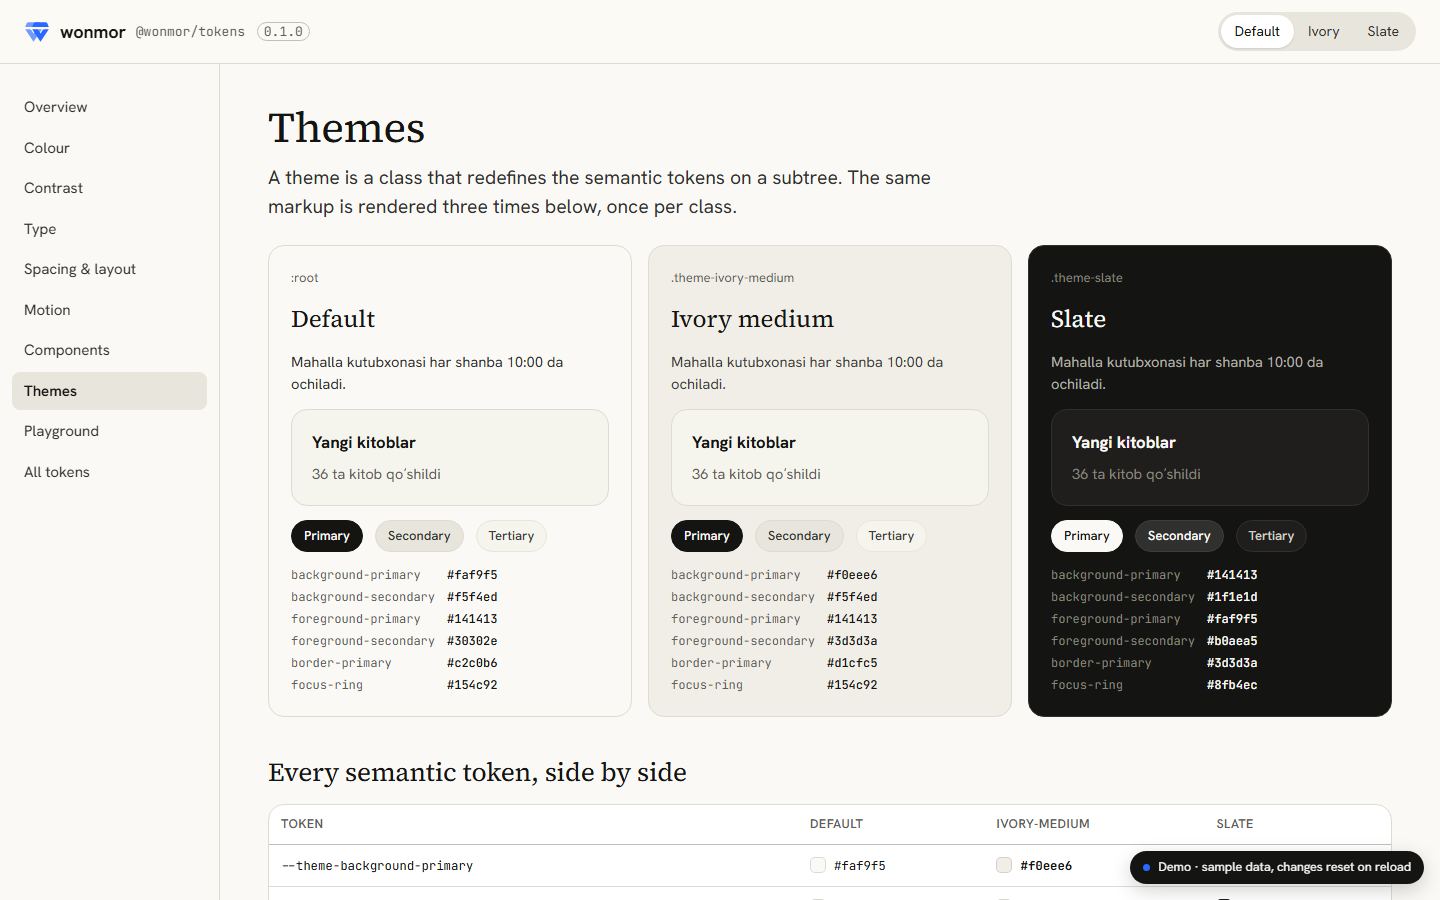 wonmor @wonmor/tokens 0.1.0
Default Ivory Slate
Overview
Colour
Contrast
Type
Spacing & layout
Motion
Components
Themes
Playground
All tokens
Themes
A theme is a class that redefines the semantic tokens on a subtree. The same
markup is rendered three times below, once per class.
:root
Default
Mahalla kutubxonasi har shanba 10:00 da
ochiladi.
Yangi kitoblar
36 ta kitob qoʻshildi
Primary Secondary Tertiary
background-primary #faf9f5
background-secondary #f5f4ed
foreground-primary #141413
foreground-secondary #30302e
border-primary #c2c0b6
focus-ring #154c92
.theme-ivory-medium
Ivory medium
Mahalla kutubxonasi har shanba 10:00 da
ochiladi.
Yangi kitoblar
36 ta kitob qoʻshildi
Primary Secondary Tertiary
background-primary #f0eee6
background-secondary #f5f4ed
foreground-primary #141413
foreground-secondary #3d3d3a
border-primary #d1cfc5
focus-ring #154c92
.theme-slate
Slate
Mahalla kutubxonasi har shanba 10:00 da
ochiladi.
Yangi kitoblar
36 ta kitob qoʻshildi
Primary Secondary Tertiary
background-primary #141413
background-secondary #1f1e1d
foreground-primary #faf9f5
foreground-secondary #b0aea5
border-primary #3d3d3a
focus-ring #8fb4ec
Every semantic token, side by side
TOKEN DEFAULT IVORY-MEDIUM SLATE
--theme-background-primary #faf9f5 #f0eee6
Demo · sample data, changes reset on reload